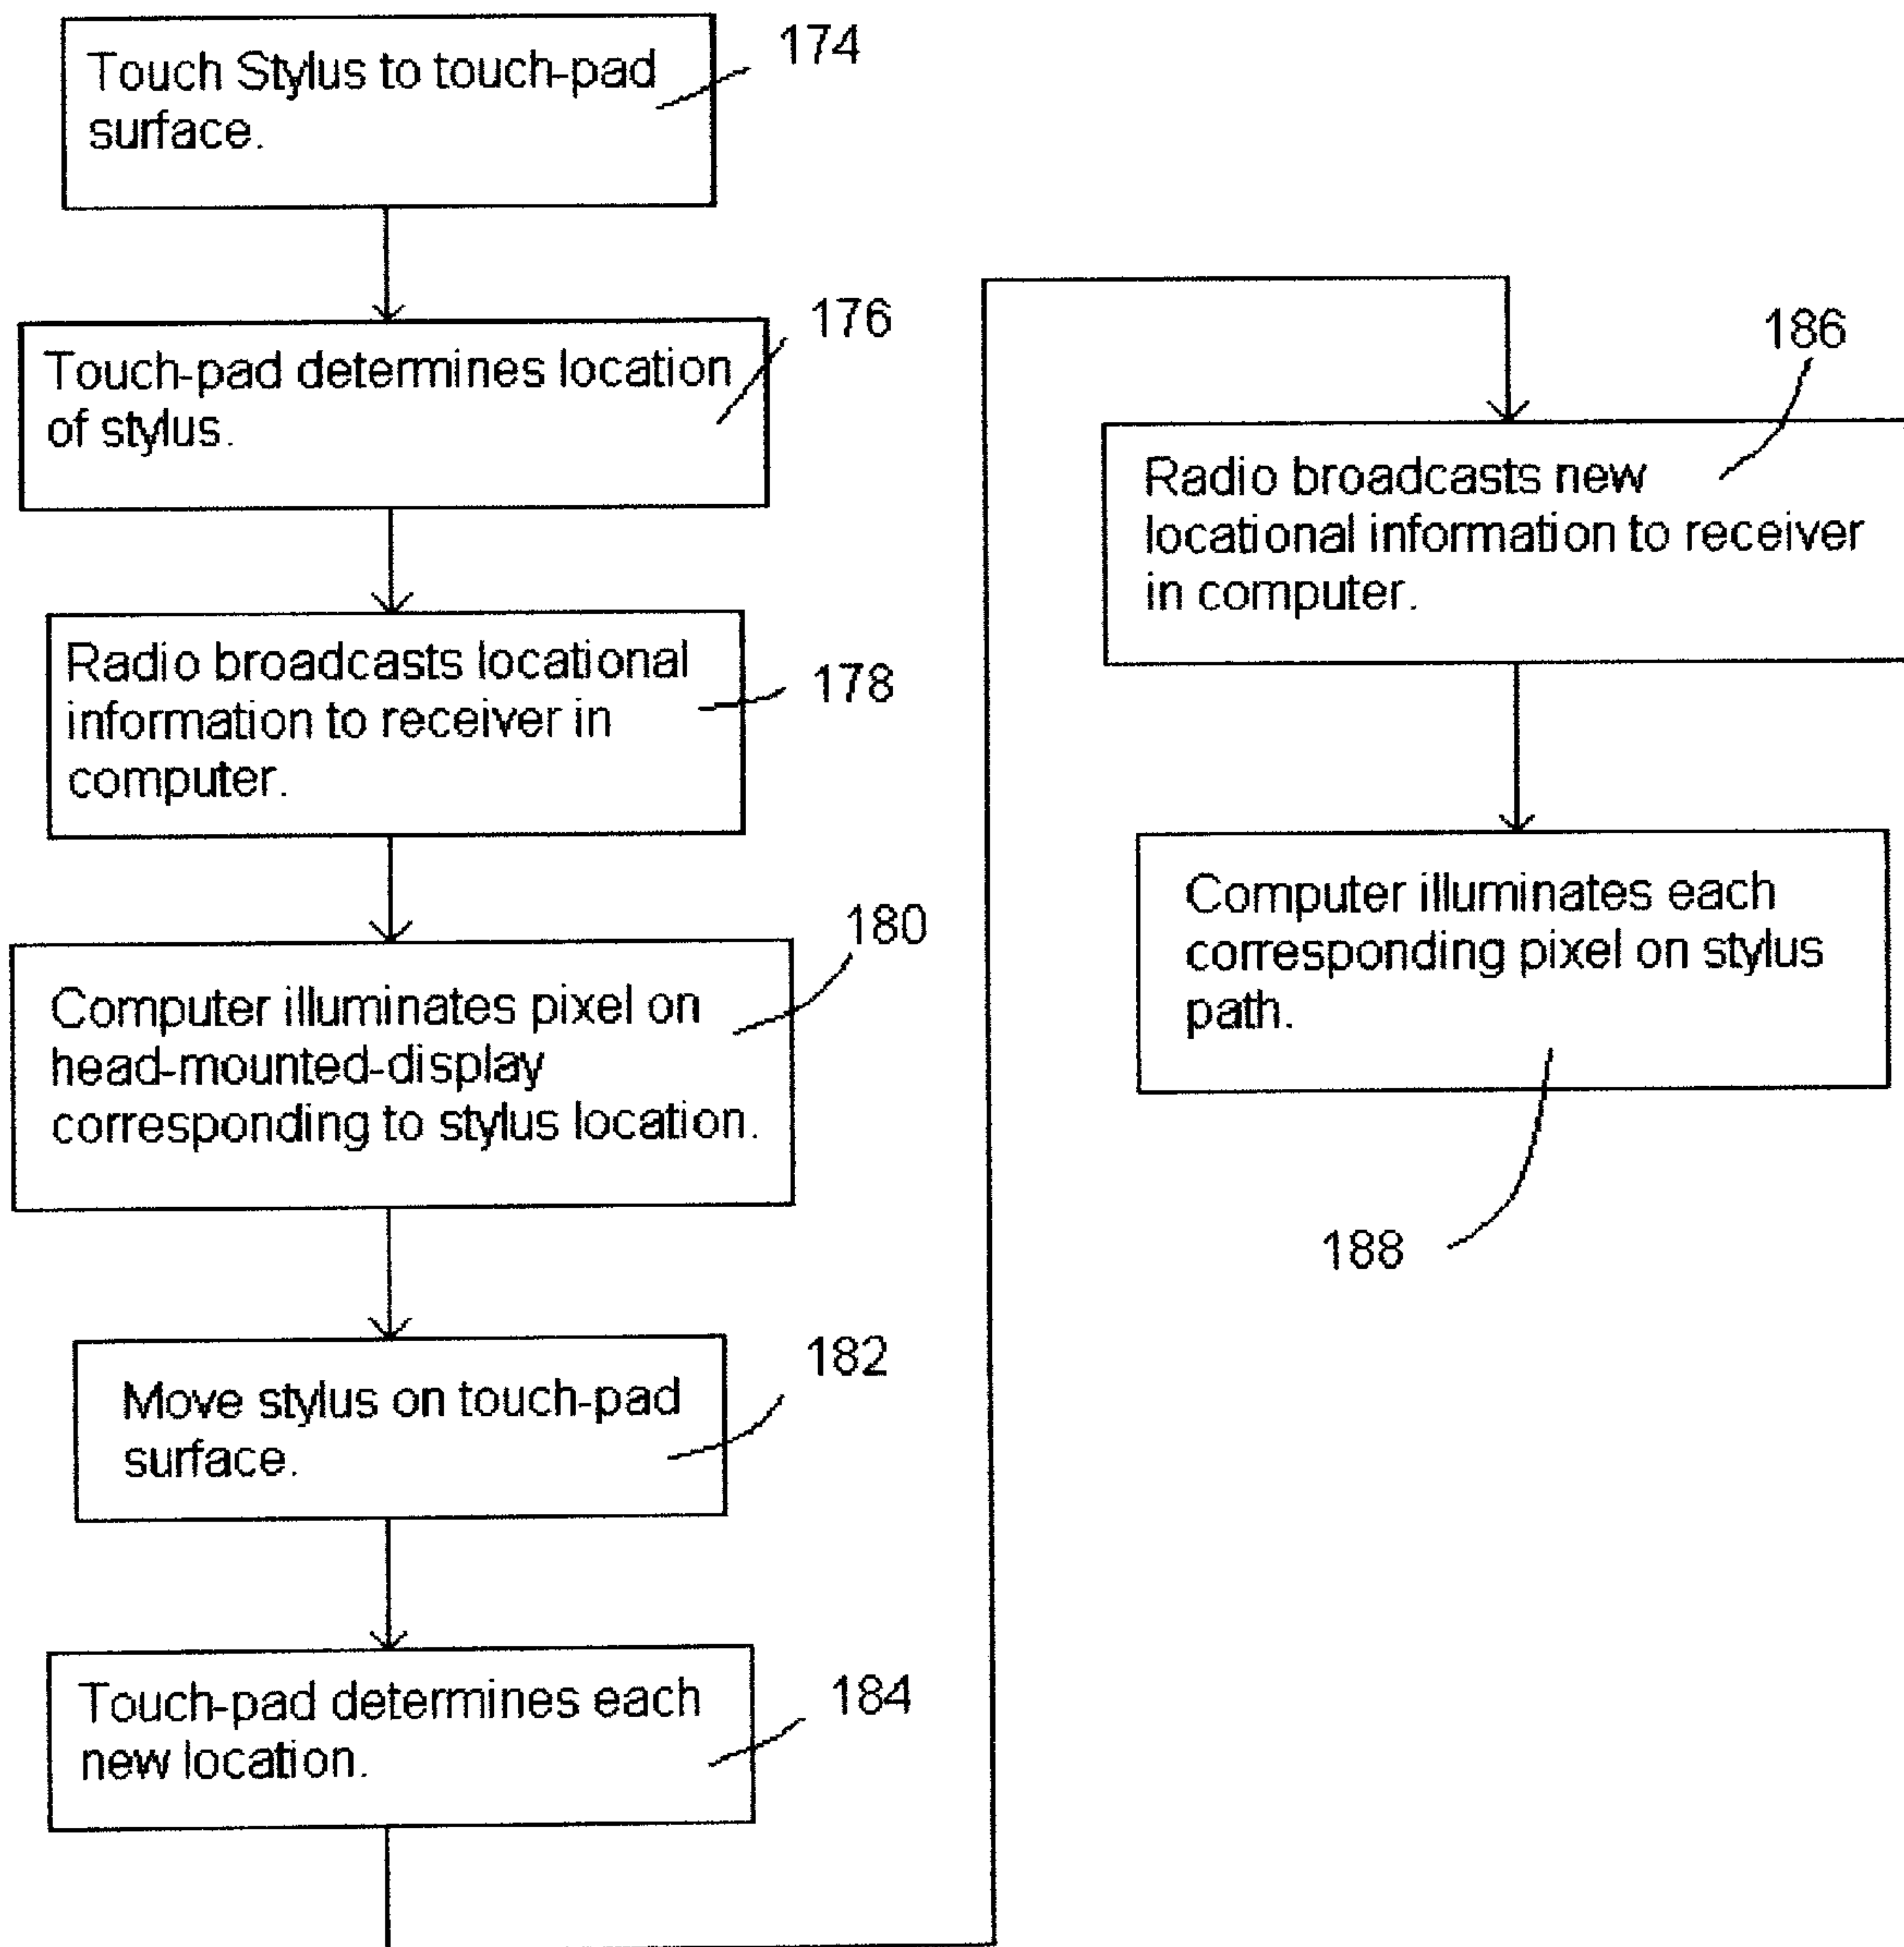 Touch Stylus to touch-pad
surface.
174
Touch-pad determines location
of stylus.
176
Radio broadcasts locational
information to receiver in
computer.
178
Computer illuminates pixel on
head-mounted-display
corresponding to stylus location.
180
Move stylus on touch-pad
surface.
182
Touch-pad determines each
new location.
184
Radio broadcasts new
locational information to receiver
in computer.
186
Computer illuminates each
corresponding pixel on stylus
path.
188